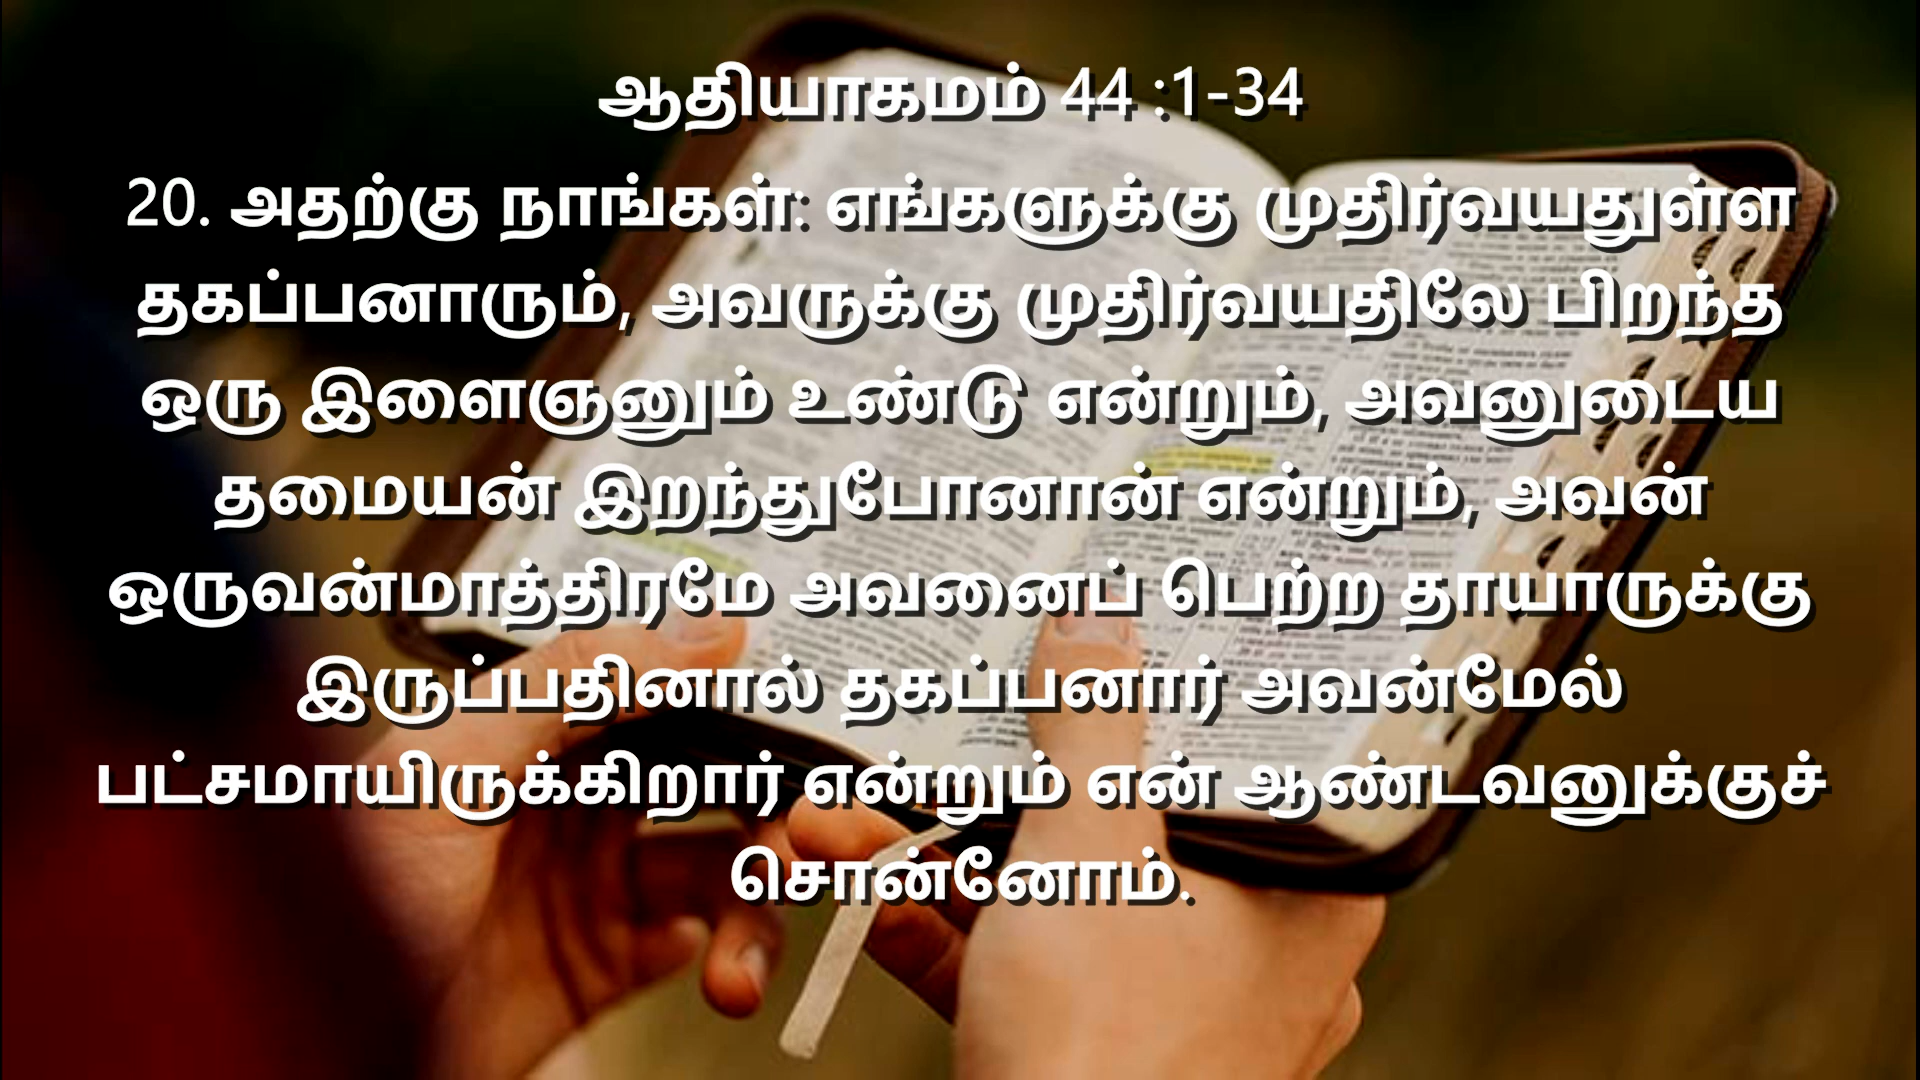 ஆதியாகமம் 44 :1-34
20. அதற்கு நாங்கள்: எங்களுக்கு முதிர்வயதுள்ள
தகப்பனாரும், அவருக்கு முதிர்வயதிலே பிறந்த
ஒரு இளைஞனும் உண்டு என்றும், அவனுடைய
தமையன் இறந்துபோனான் என்றும், அவன்
ஒருவன்மாத்திரமே அவனைப் பெற்ற தாயாருக்கு
இருப்பதினால் தகப்பனார் அவன்மேல்
பட்சமாயிருக்கிறார் என்றும் என் ஆண்டவனுக்குச்
சொன்னோம்.